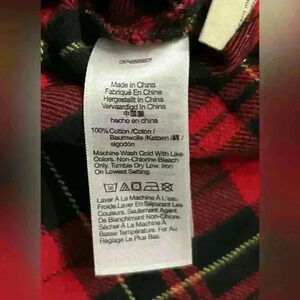 Made in China
Fabriqué En China
Hergestellt In China
Vervaardigd In China
中国製
hecho en china
100% Cotton / Coton /
Baumwolle / Katoen / 綿 /
algodón
Machine Wash Cold With Like
Colors, Non-Chlorine Bleach
Only, Tumble Dry Low. Iron
On Lowest Setting.
Laver À La Machine À L'eau
Froide.Laver En Séparant Les
Couleurs. Seulement Agent
De Blanchiment Non-Chlore.
Sécher À La Machine À
Basse Température. Fer Au
Réglage Le Plus Bas.